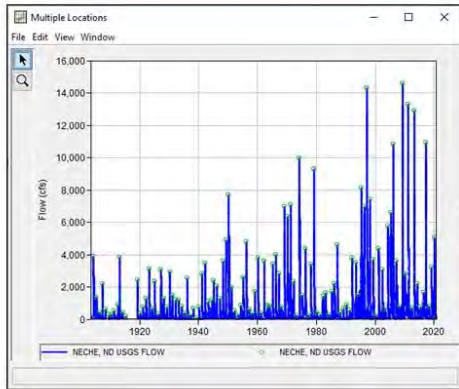 Multiple Locations
File Edit View Window
16,000
14,000
12,000
10,000
8,000
6,000
4,000
2,000
0
Flow (cfs)
1920 1940 1960 1980 2000 2020
NECHE, ND USGS FLOW NECHE, ND USGS FLOW